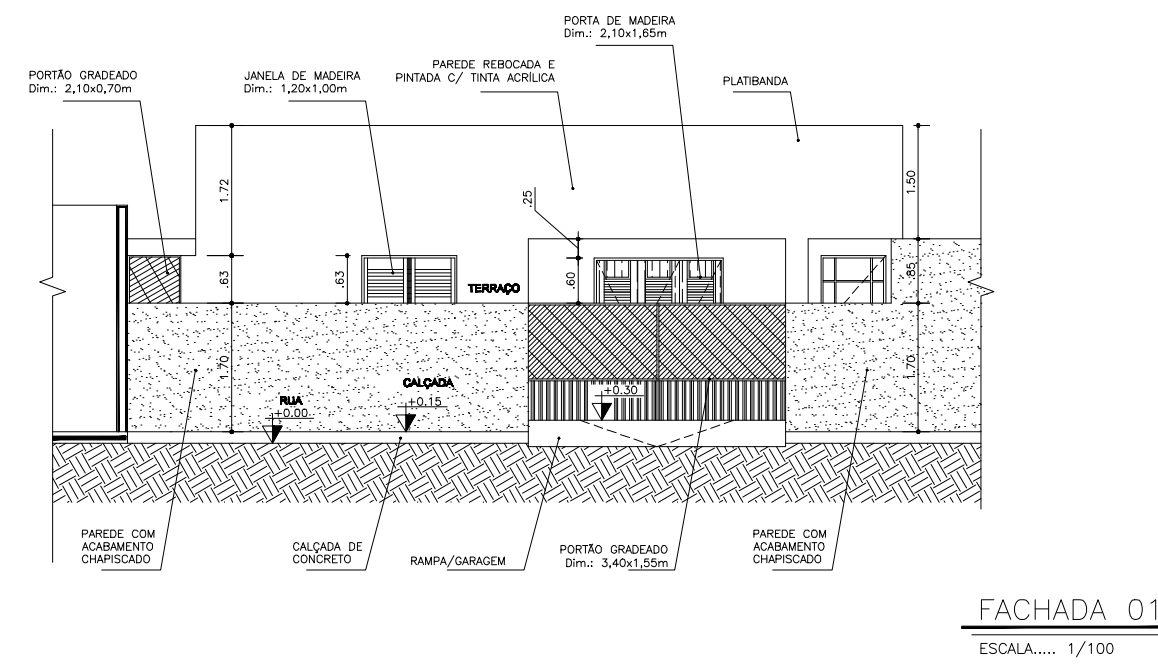 PORTA DE MADEIRA
Dim.: 2,10x1,65m
PAREDE REBOCADA E
PINTADA C/ TINTA ACRÍLICA
PORTÃO GRADEADO
Dim.: 2,10x0,70m
JANELA DE MADEIRA
Dim.: 1,20x1,00m
PLATIBANDA
1.72
.25
1.50
.63
.63
TERRAÇO
.60
.85
1.70
CALÇADA
+0.15
RUA
+0.00
+0.30
1.70
PAREDE COM
ACABAMENTO
CHAPISCADO
CALÇADA DE
CONCRETO
RAMPA/GARAGEM
PORTÃO GRADEADO
Dim.: 3,40x1,55m
PAREDE COM
ACABAMENTO
CHAPISCADO
FACHADA 01
ESCALA..... 1/100